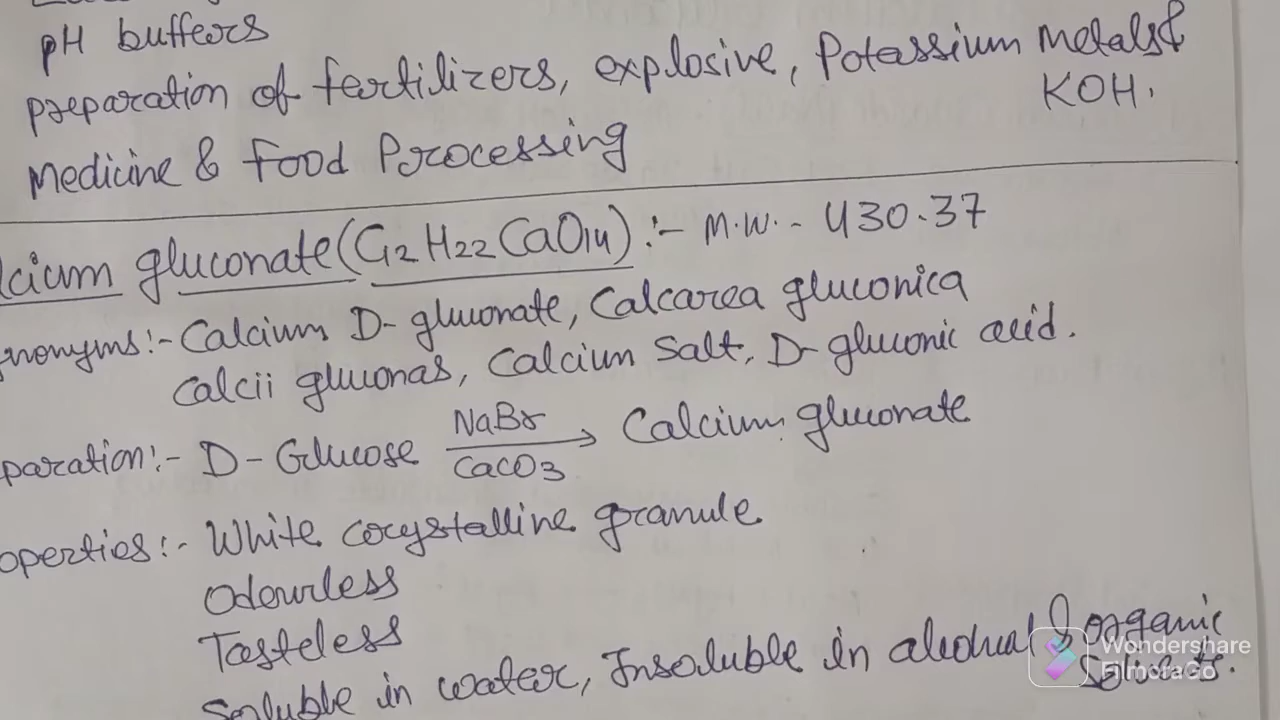 pH buffers
preparation of fertilizers, explosive, Potassium Metals &
KOH.
Medicine & Food Processing
lcium gluconate (C12H22CaO14) :- M.W. - 430.37
nonyms :- Calcium D-gluconate, Calcarea gluconica
Calcii gluconas, Calcium Salt, D-gluconic acid.
paration :- D-Glucose NaBr → Calcium gluconate
CaCO3
operties :- White crystalline granule
Odourless
Tasteless
Soluble in water, Insoluble in alcohol & organic
Solvents.
Wondershare
FilmoraGo